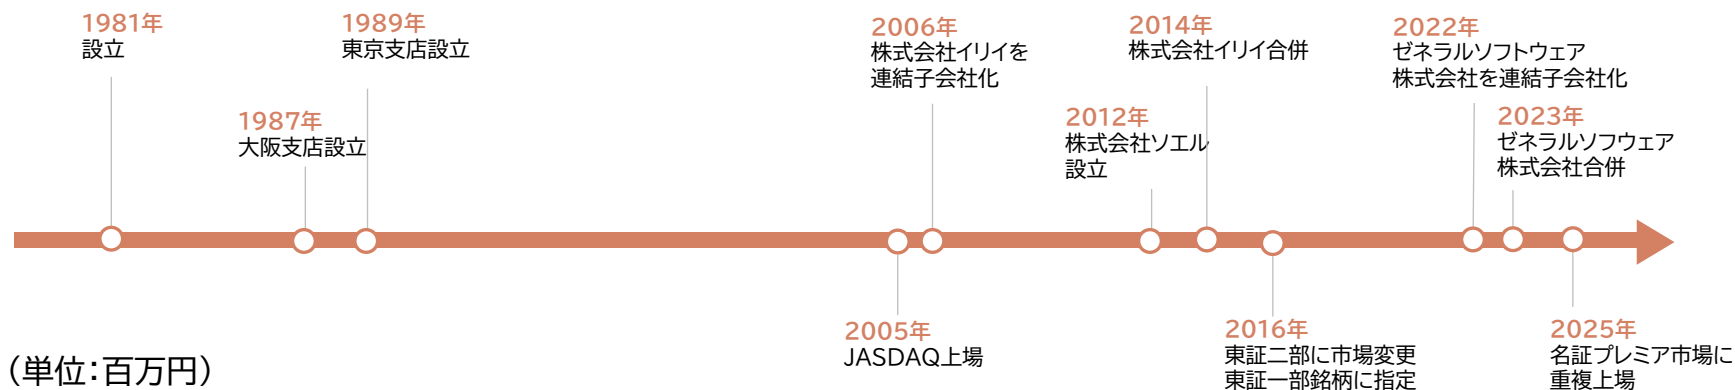 1981年
設立
1987年
大阪支店設立
1989年
東京支店設立
2005年
JASDAQ上場
2006年
株式会社イリイを
連結子会社化
2012年
株式会社ソエル
設立
2014年
株式会社イリイ合併
2016年
東証二部に市場変更
東証一部銘柄に指定
2022年
ゼネラルソフトウェア
株式会社を連結子会社化
2023年
ゼネラルソフウェア
株式会社合併
2025年
名証プレミア市場に
重複上場
（単位：百万円）